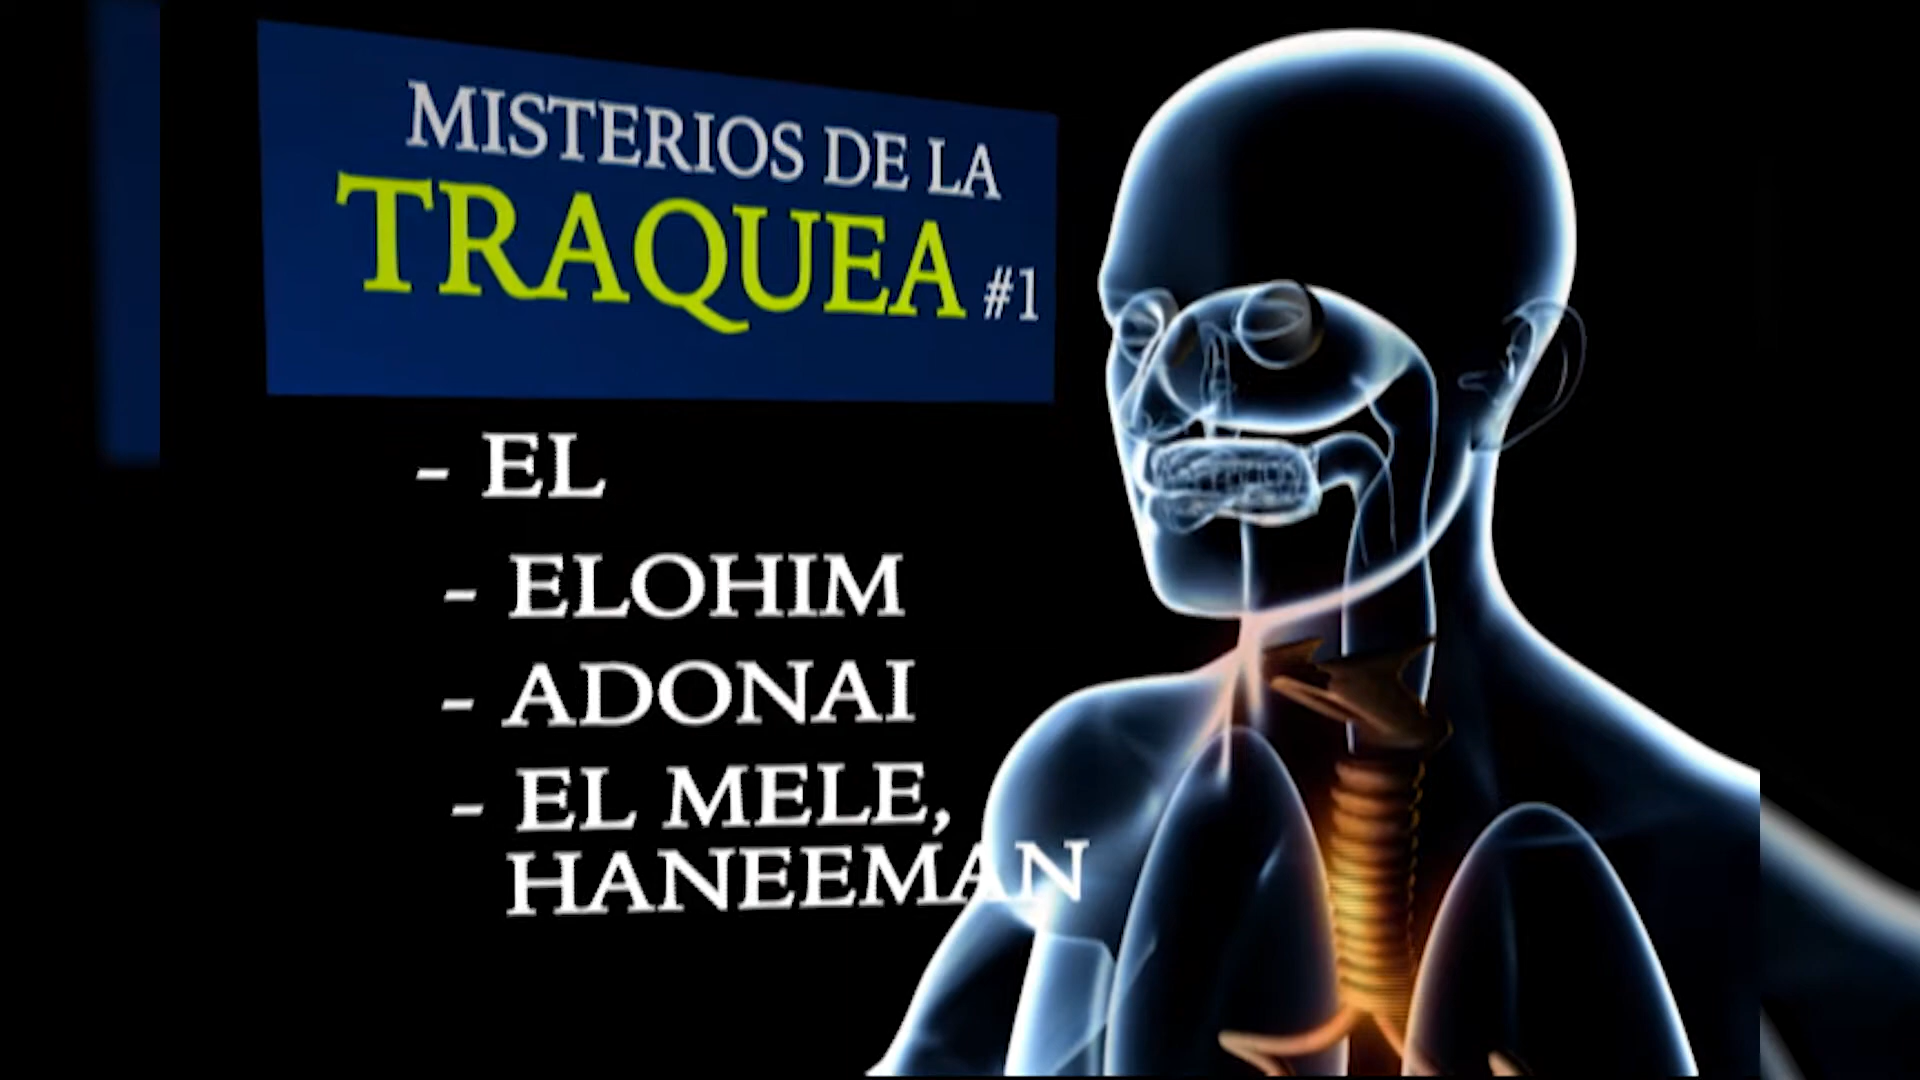 MISTERIOS DE LA
TRAQUEA #1
- EL
- ELOHIM
- ADONAI
- EL MELE,
HANEEMAN